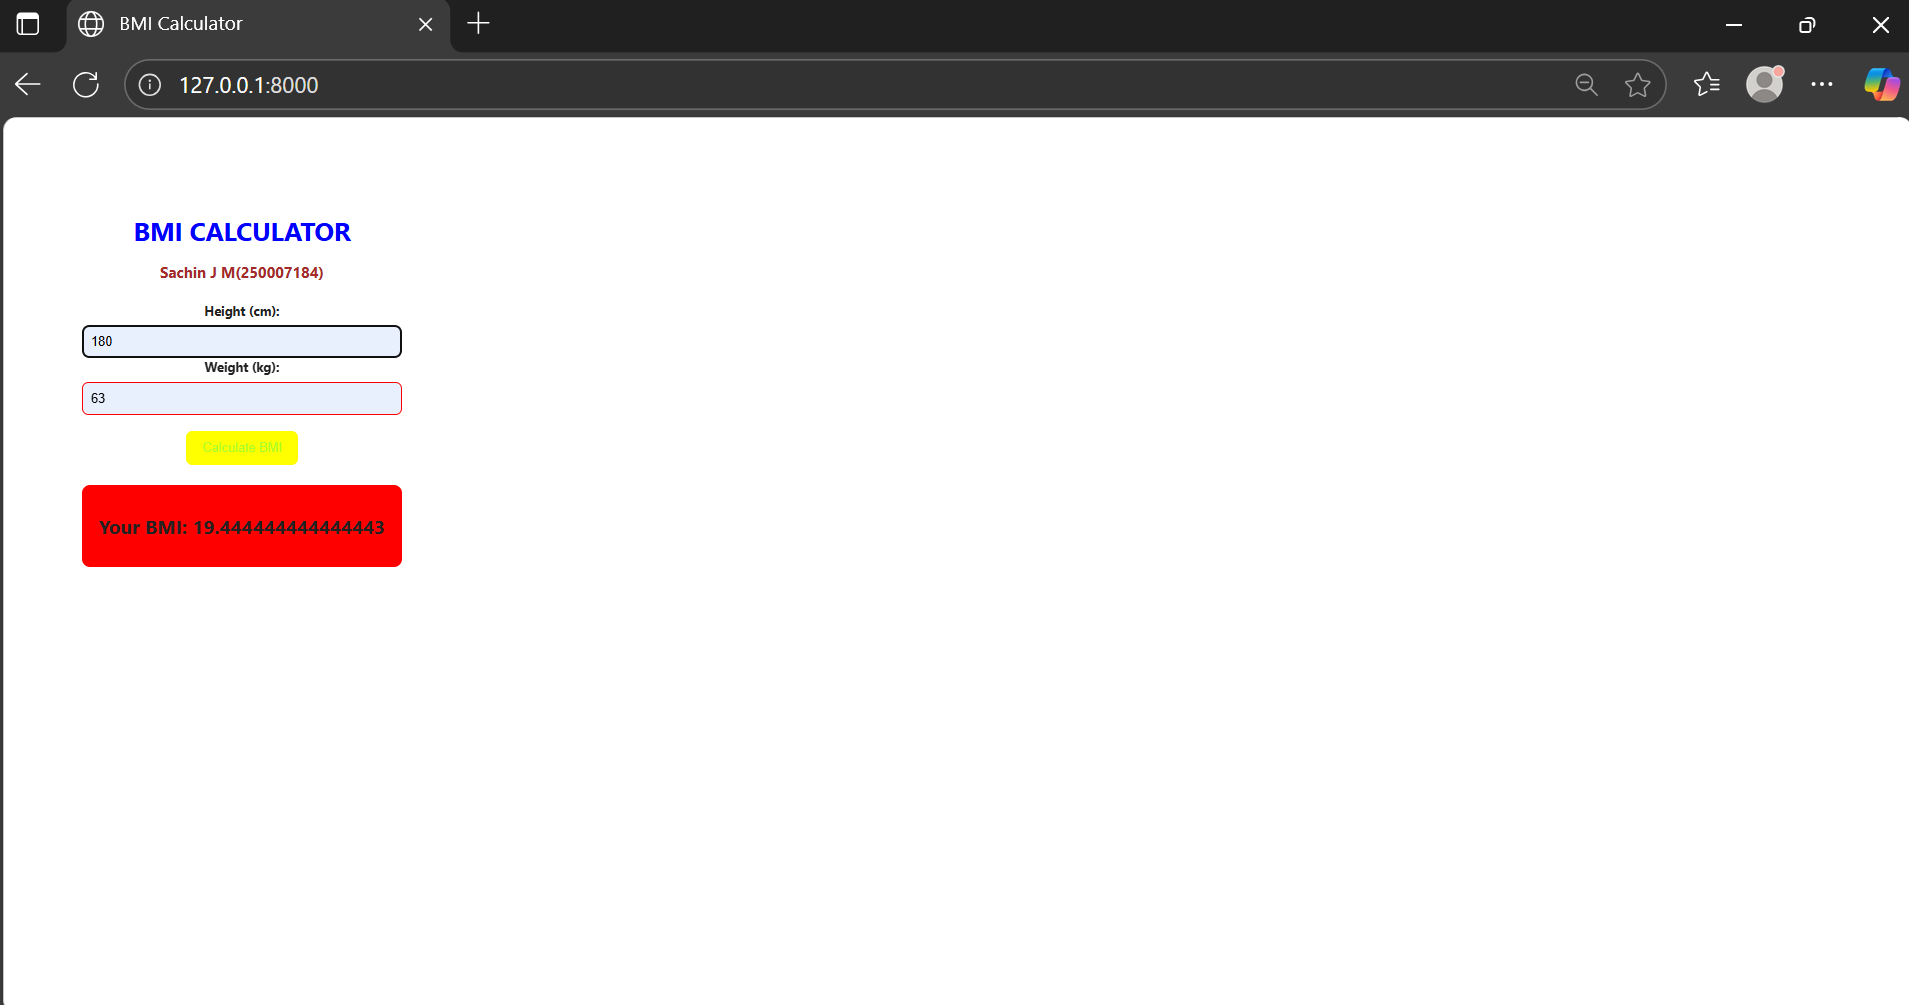 BMI Calculator
127.0.0.1:8000
BMI CALCULATOR
Sachin J M(250007184)
Height (cm):
180
Weight (kg):
63
Calculate BMI
Your BMI: 19.444444444444443